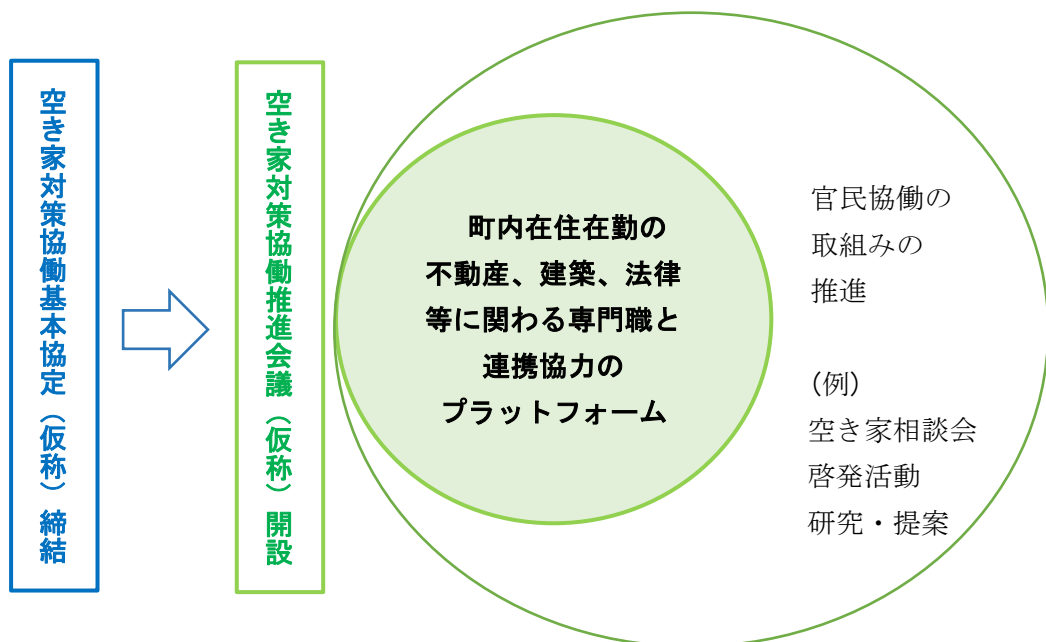 空き家対策協働基本協定（仮称）締結
空き家対策協働推進会議（仮称）開設
町内在住在勤の
不動産、建築、法律
等に関わる専門職と
連携協力の
プラットフォーム
官民協働の
取組みの
推進
(例)
空き家相談会
啓発活動
研究・提案